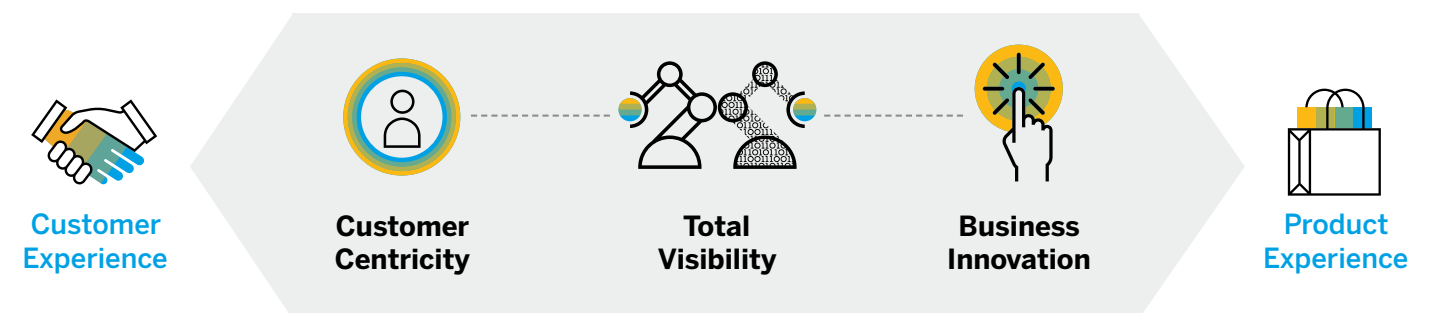 Customer
Experience
Customer
Centricity
Total
Visibility
Business
Innovation
Product
Experience